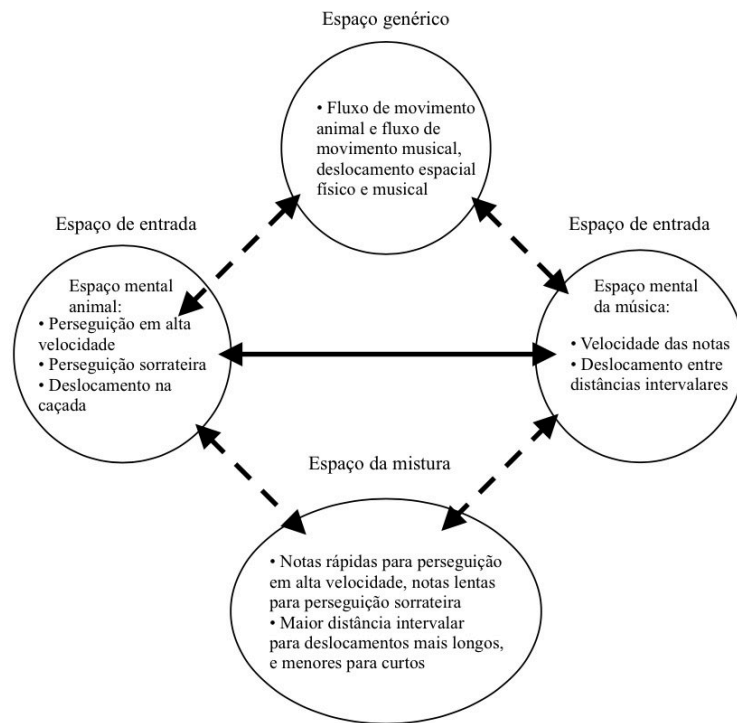 Espaço genérico
• Fluxo de movimento
animal e fluxo de
movimento musical,
deslocamento espacial
físico e musical
Espaço de entrada
Espaço mental
animal:
• Perseguição em alta
velocidade
• Perseguição sorrateira
• Deslocamento na
caçada
Espaço de entrada
Espaço mental
da música:
• Velocidade das notas
• Deslocamento entre
distâncias intervalares
Espaço da mistura
• Notas rápidas para perseguição
em alta velocidade, notas lentas
para perseguição sorrateira
• Maior distância intervalar
para deslocamentos mais longos,
e menores para curtos